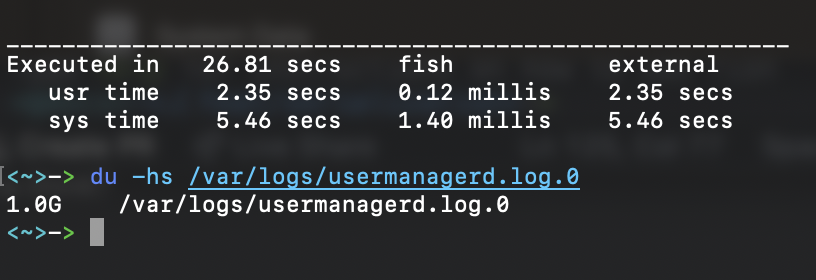 Executed in   26.81 secs    fish           external
   usr time    2.35 secs    0.12 millis    2.35 secs
   sys time    5.46 secs    1.40 millis    5.46 secs
<~>-> du -hs /var/logs/usermanagerd.log.0
1.0G    /var/logs/usermanagerd.log.0
<~>->